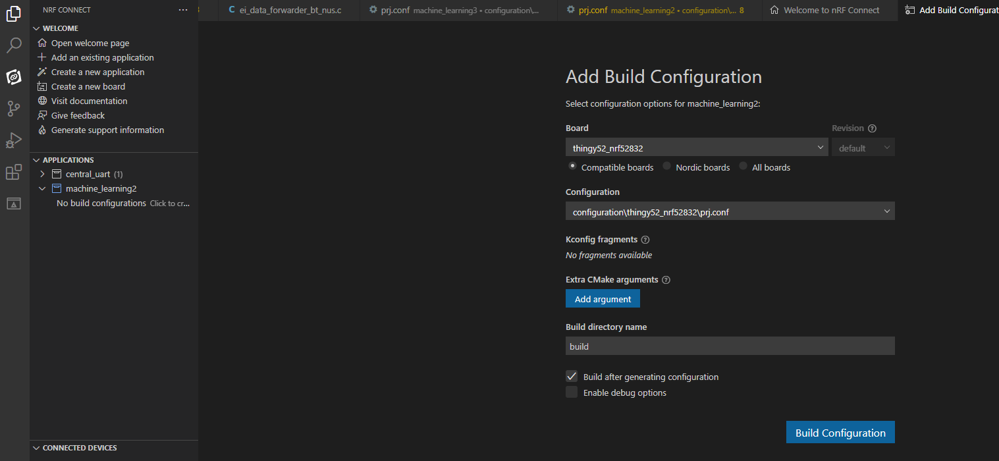 NRF CONNECT
WELCOME
Open welcome page
Add an existing application
Create a new application
Create a new board
Visit documentation
Give feedback
Generate support information
APPLICATIONS
central_uart (1)
machine_learning2
No build configurations Click to cr...
CONNECTED DEVICES
C ei_data_forwarder_bt_nus.c
prj.conf machine_learning3 • configuration\...
prj.conf machine_learning2 • configuration\... 8
Welcome to nRF Connect
Add Build Configurat
Add Build Configuration
Select configuration options for machine_learning2:
Board
Revision
thingy52_nrf52832
default
Compatible boards Nordic boards All boards
Configuration
configuration\thingy52_nrf52832\prj.conf
Kconfig fragments
No fragments available
Extra CMake arguments
Add argument
Build directory name
build
Build after generating configuration
Enable debug options
Build Configuration